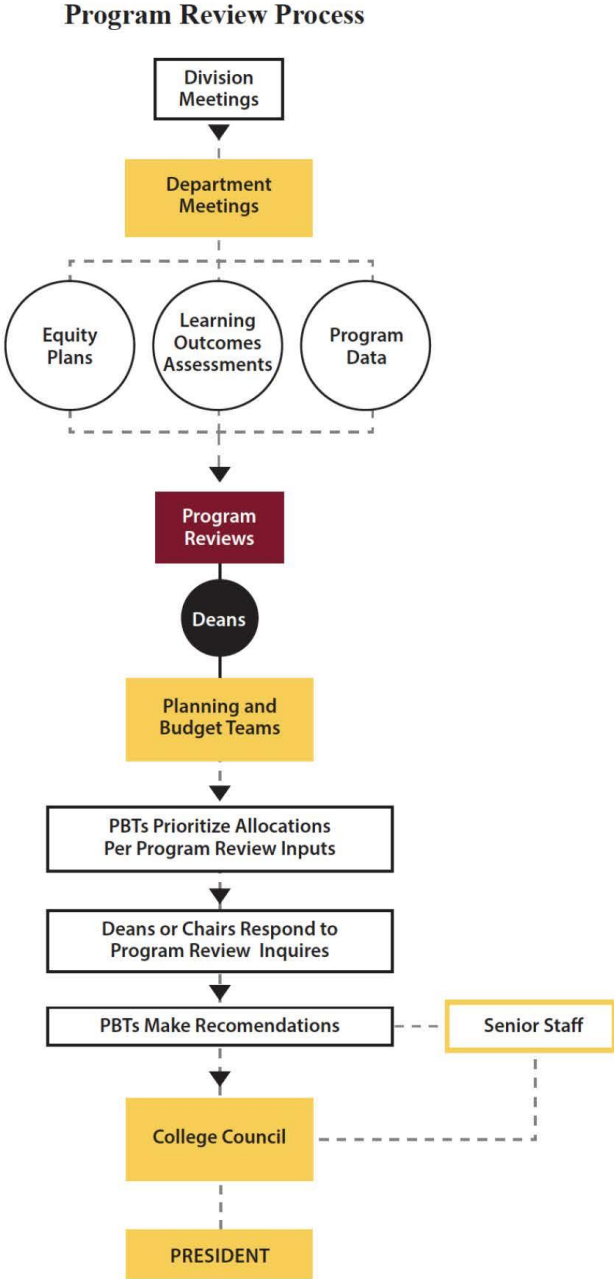 Program Review Process
Division
Meetings
Department
Meetings
Equity
Plans
Learning
Outcomes
Assessments
Program
Data
Program
Reviews
Deans
Planning and
Budget Teams
PBTs Prioritize Allocations
Per Program Review Inputs
Deans or Chairs Respond to
Program Review Inquires
PBTs Make Recomendations
Senior Staff
College Council
PRESIDENT